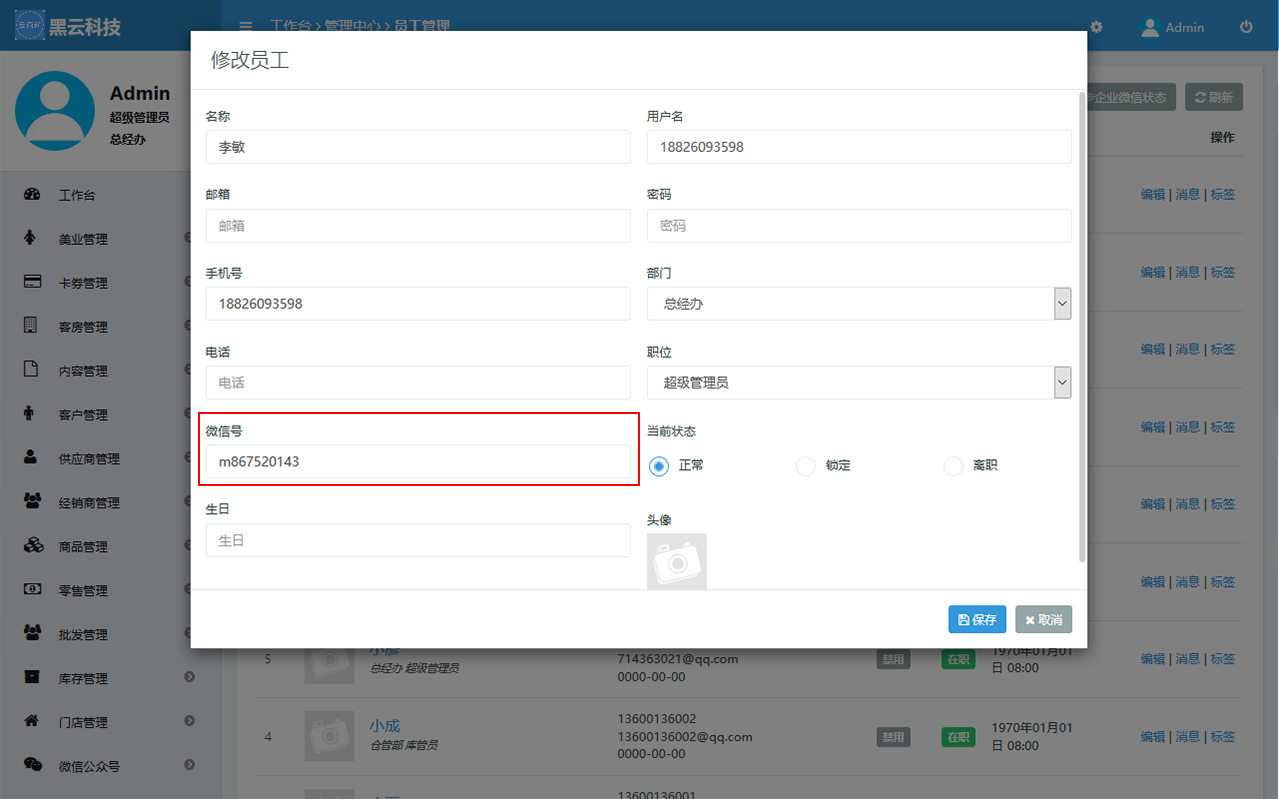 黑云科技
工作台 > 管理中心 > 员工管理
Admin
Admin
超级管理员
总经办
工作台
美业管理
卡券管理
客房管理
内容管理
客户管理
供应商管理
经销商管理
商品管理
零售管理
批发管理
库存管理
门店管理
微信公众号
企业微信状态
刷新
操作
编辑 | 消息 | 标签
编辑 | 消息 | 标签
编辑 | 消息 | 标签
编辑 | 消息 | 标签
编辑 | 消息 | 标签
编辑 | 消息 | 标签
修改员工
名称
李敏
用户名
18826093598
邮箱
邮箱
密码
密码
手机号
18826093598
部门
总经办
电话
电话
职位
超级管理员
微信号
m867520143
当前状态
正常
锁定
离职
生日
生日
头像
保存
取消
5
总经办 超级管理员
714363021@qq.com
0000-00-00
禁用
在职
1970年01月01
日 08:00
编辑 | 消息 | 标签
4
小成
仓管部 库管员
13600136002
13600136002@qq.com
0000-00-00
禁用
在职
1970年01月01
日 08:00
编辑 | 消息 | 标签
13600136001